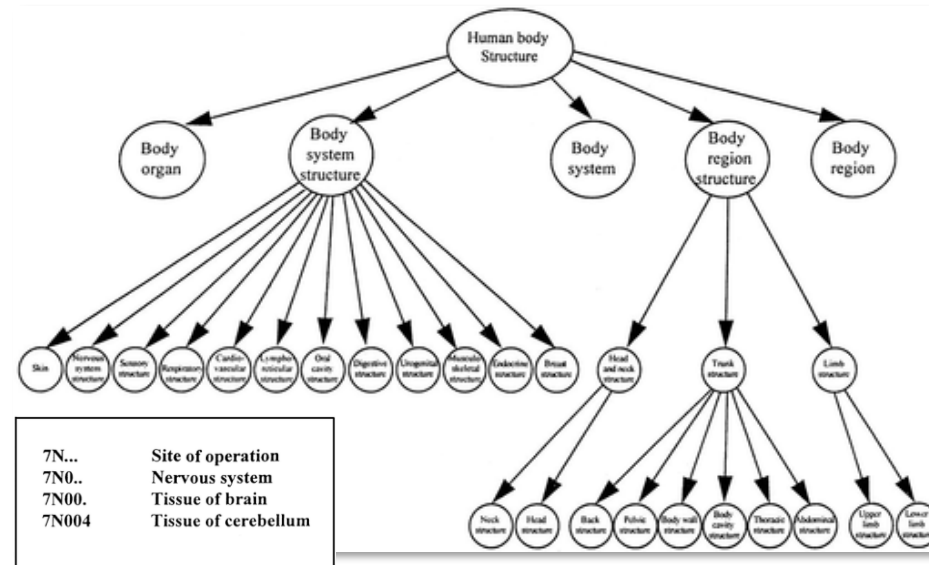 Human body
Structure
Body
organ
Body
system
structure
Body
system
Body
region
structure
Body
region
Skin
Nervous
system
structure
Sensory
structure
Respiratory
structure
Cardio-
vascular
structure
Lympho
reticular
structure
Oral
cavity
structure
Digestive
structure
Urogenital
structure
Musculo
skeletal
structure
Endocrine
structure
Breast
structure
Head
and neck
structure
Trunk
structure
Limb
structure
Neck
structure
Head
structure
Back
structure
Pelvic
structure
Body wall
structure
Body
cavity
structure
Thoracic
structure
Abdominal
structure
Upper
limb
structure
Lower
limb
structure
7N... Site of operation
7N0.. Nervous system
7N00. Tissue of brain
7N004 Tissue of cerebellum